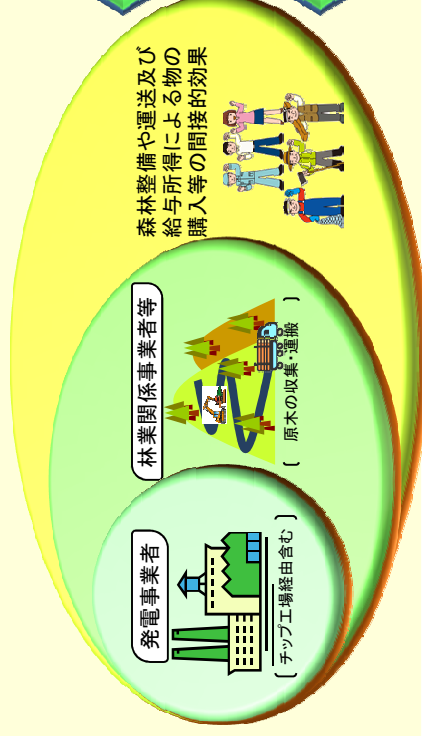 発電事業者
(チップ工場経由含む)
林業関係事業者等
(原木の収集・運搬)
森林整備や運送及び
給与所得による物の
購入等の間接的効果